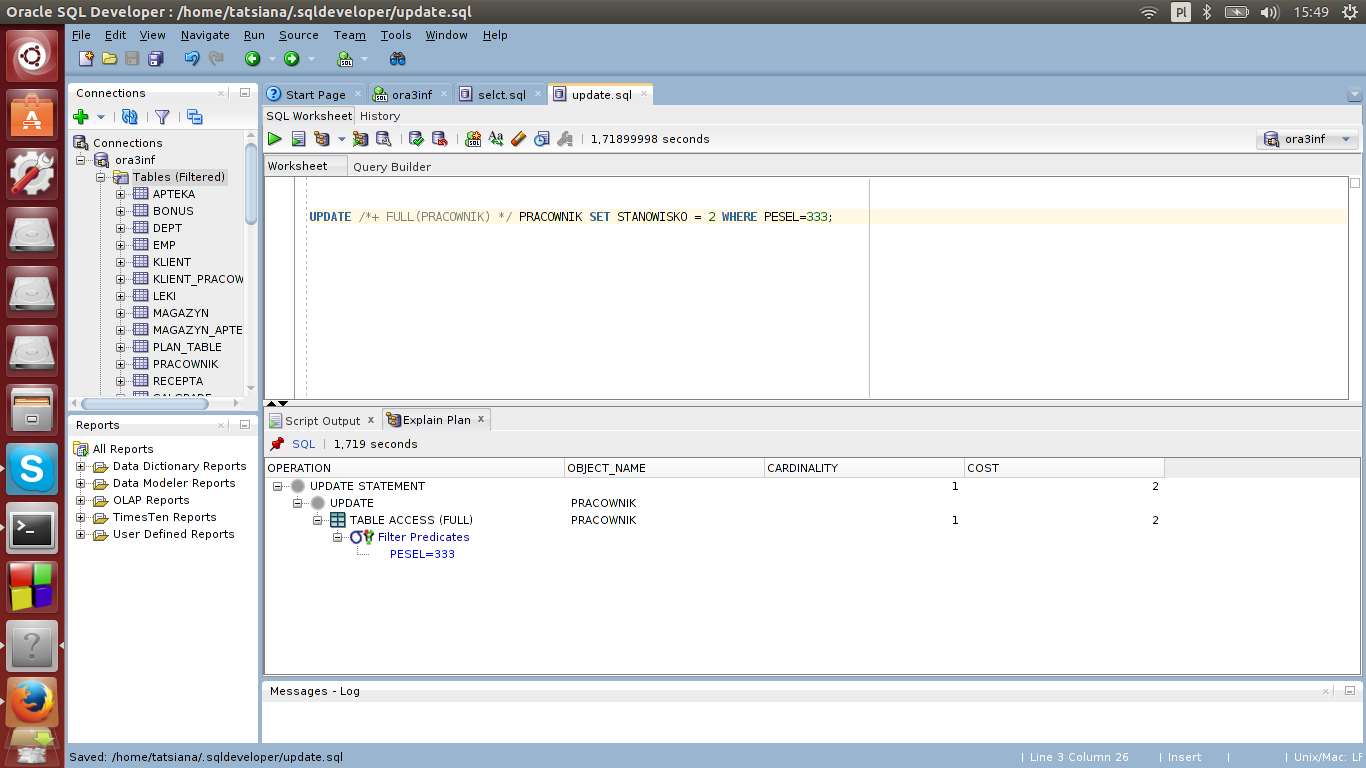 Oracle SQL Developer : /home/tatsiana/.sqldeveloper/update.sql
Pl
15:49
File Edit View Navigate Run Source Team Tools Window Help
Connections
Connections
ora3inf
Tables (Filtered)
APTEKA
BONUS
DEPT
EMP
KLIENT
KLIENT_PRACOW
LEKI
MAGAZYN
MAGAZYN_APTE
PLAN_TABLE
PRACOWNIK
RECEPTA
Reports
All Reports
Data Dictionary Reports
Data Modeler Reports
OLAP Reports
TimesTen Reports
User Defined Reports
Start Page
ora3inf
selct.sql
update.sql
SQL Worksheet History
1,71899998 seconds
ora3inf
Worksheet Query Builder
UPDATE /*+ FULL(PRACOWNIK) */ PRACOWNIK SET STANOWISKO = 2 WHERE PESEL=333;
Script Output x
Explain Plan x
SQL | 1,719 seconds
OPERATION OBJECT_NAME CARDINALITY COST
UPDATE STATEMENT 1 2
UPDATE PRACOWNIK
TABLE ACCESS (FULL) PRACOWNIK 1 2
Filter Predicates
PESEL=333
Messages - Log
Saved: /home/tatsiana/.sqldeveloper/update.sql
| Line 3 Column 26 | Insert | | Unix/Mac: LF